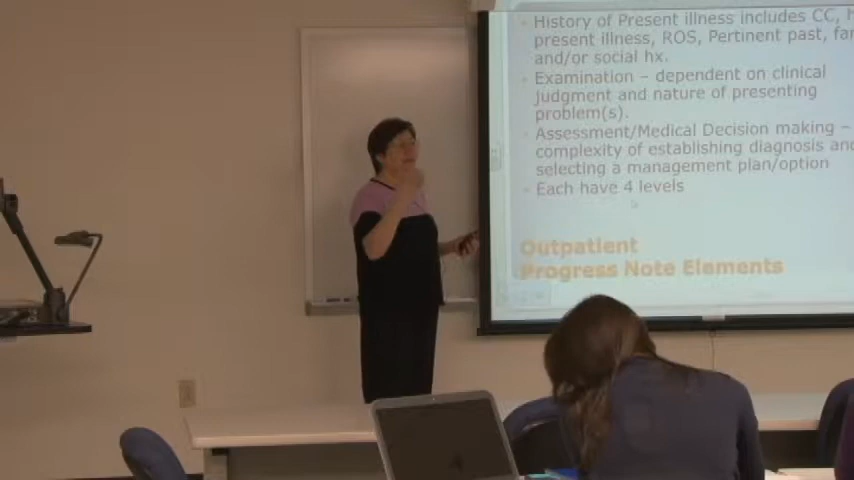 History of Present illness includes CC,
present illness, ROS, Pertinent past,
and/or social hx.
Examination – dependent on clinical
judgment and nature of presenting
problem(s).
Assessment/Medical Decision making –
complexity of establishing diagnosis and
selecting a management plan/option
Each have 4 levels
Outpatient
Progress Note Elements